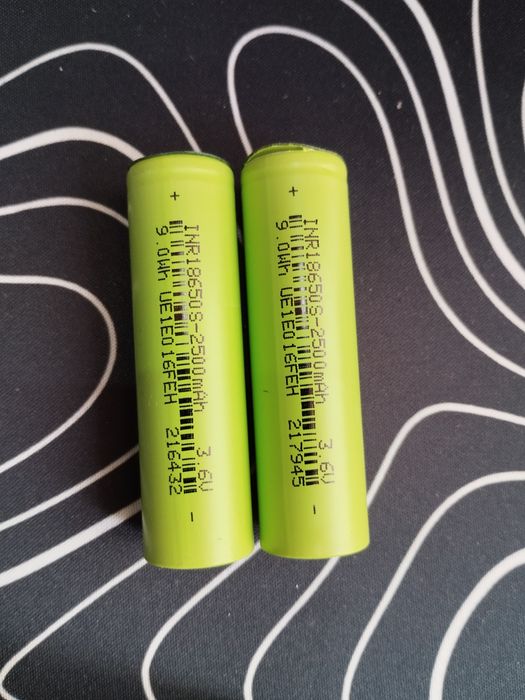 +
INR18650S-2500mAh 3.6V
9.0Wh UE1E016FEH 216432
-
+
INR18650S-2500mAh 3.6V
9.0Wh UE1E016FEH 217945
-